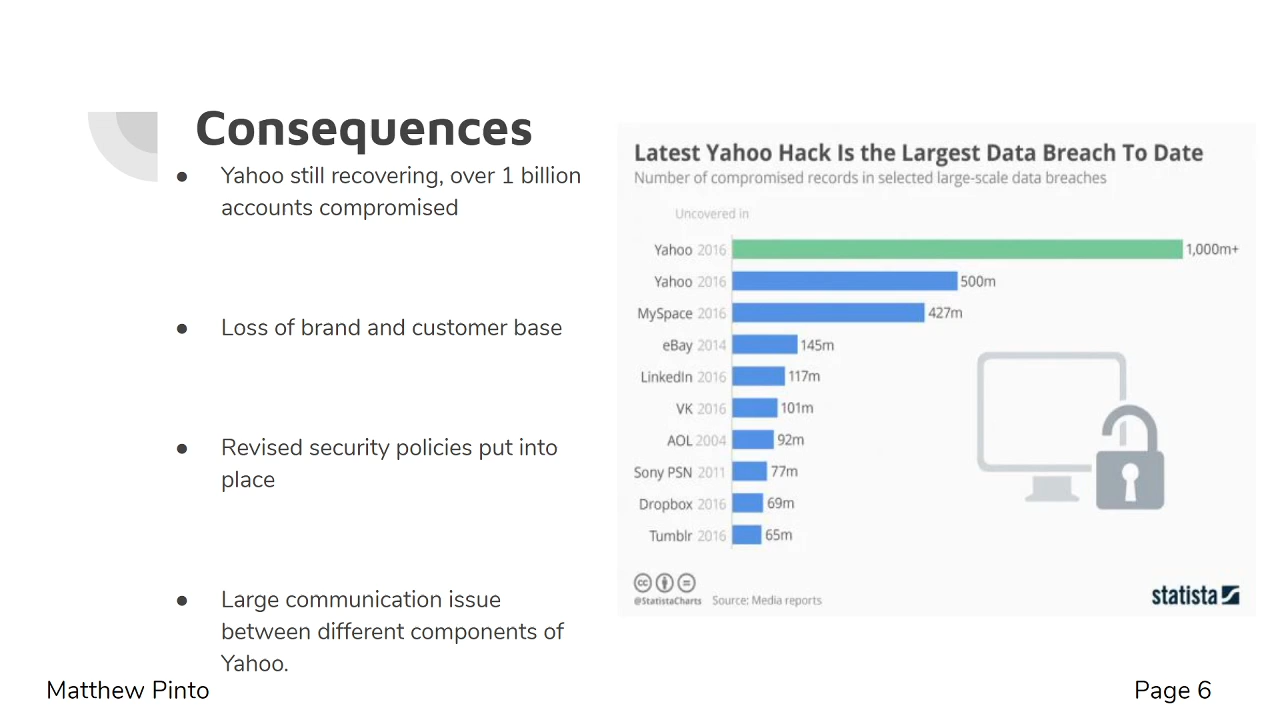 Consequences
● Yahoo still recovering, over 1 billion
accounts compromised
● Loss of brand and customer base
● Revised security policies put into
place
● Large communication issue
between different components of
Yahoo.
Latest Yahoo Hack Is the Largest Data Breach To Date
Number of compromised records in selected large-scale data breaches
Uncovered in
Yahoo 2016 1,000m+
Yahoo 2016 500m
MySpace 2016 427m
eBay 2014 145m
LinkedIn 2016 117m
VK 2016 101m
AOL 2004 92m
Sony PSN 2011 77m
Dropbox 2016 69m
Tumblr 2016 65m
cc
@StatistaCharts Source: Media reports
statista
Matthew Pinto Page 6